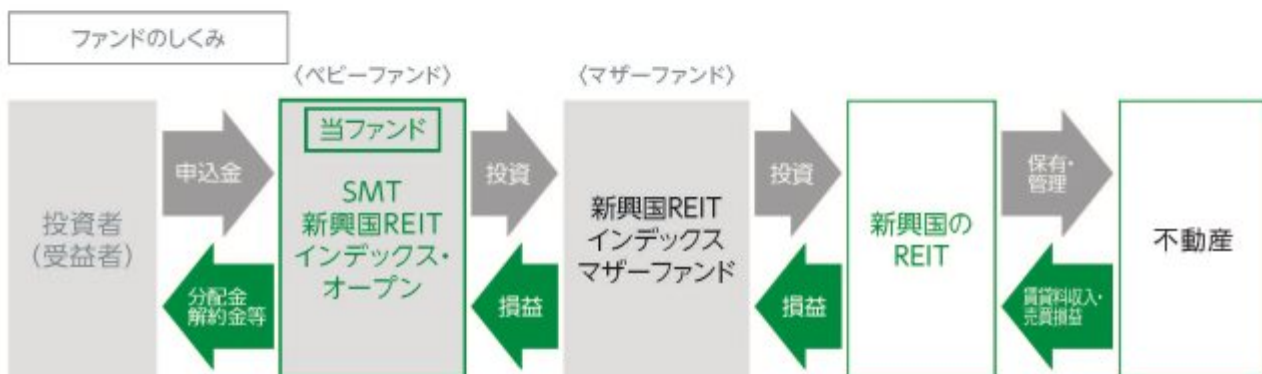 ファンドのしくみ
〈ベビーファンド〉
〈マザーファンド〉
投資者
(受益者)
申込金
分配金
解約金等
当ファンド
SMT
新興国REIT
インデックス・
オープン
投資
損益
新興国REIT
インデックス
マザーファンド
投資
損益
新興国の
REIT
保有・
管理
賃貸料収入・
売買損益
不動産